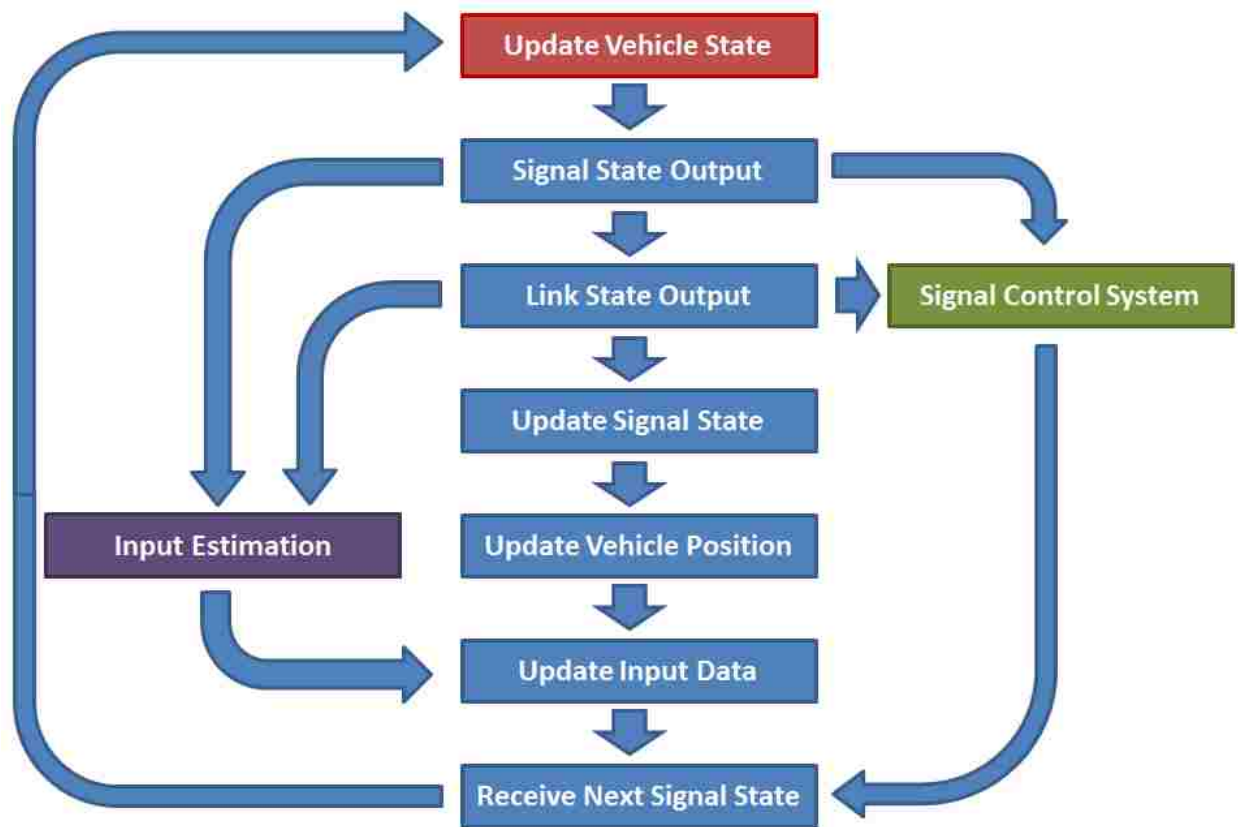 Update Vehicle State
Signal State Output
Link State Output
Signal Control System
Update Signal State
Input Estimation
Update Vehicle Position
Update Input Data
Receive Next Signal State